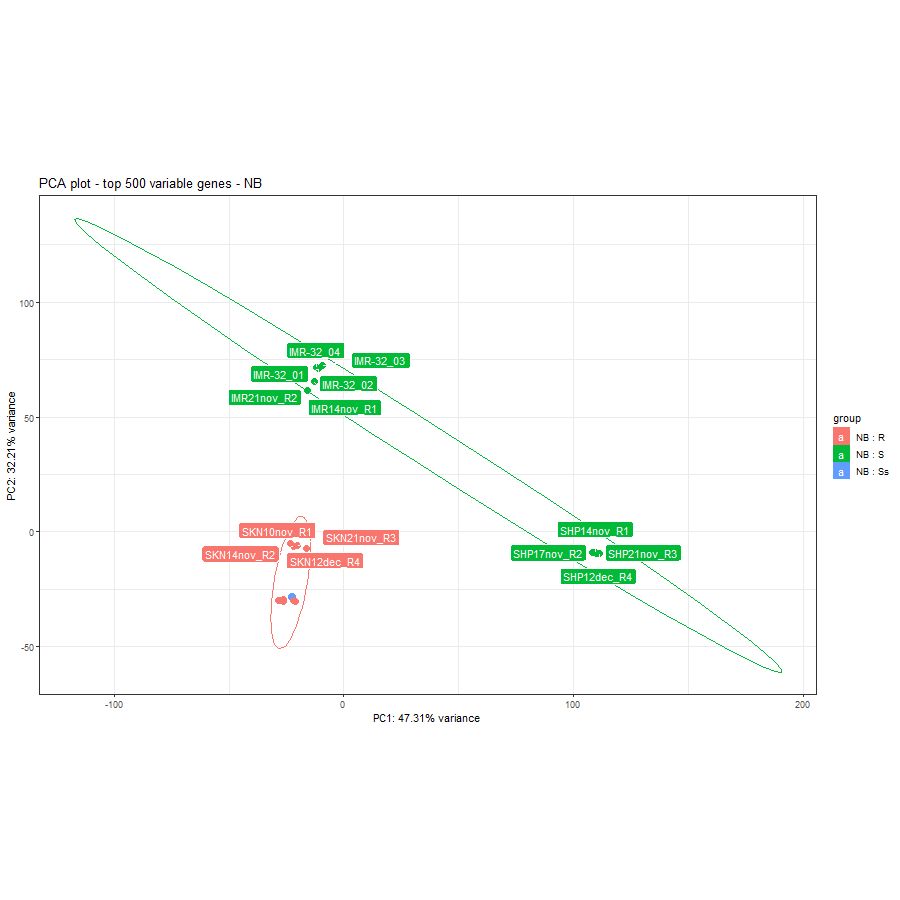 PCA plot - top 500 variable genes - NB
PC2: 32.21% variance
100
50
0
-50
IMR-32_04
IMR-32_03
IMR-32_01
IMR-32_02
IMR21nov_R2
IMR14nov_R1
SKN10nov_R1
SKN21nov_R3
SKN14nov_R2
SKN12dec_R4
SHP14nov_R1
SHP17nov_R2
SHP21nov_R3
SHP12dec_R4
-100
0
100
200
PC1: 47.31% variance
group
a NB : R
a NB : S
a NB : Ss